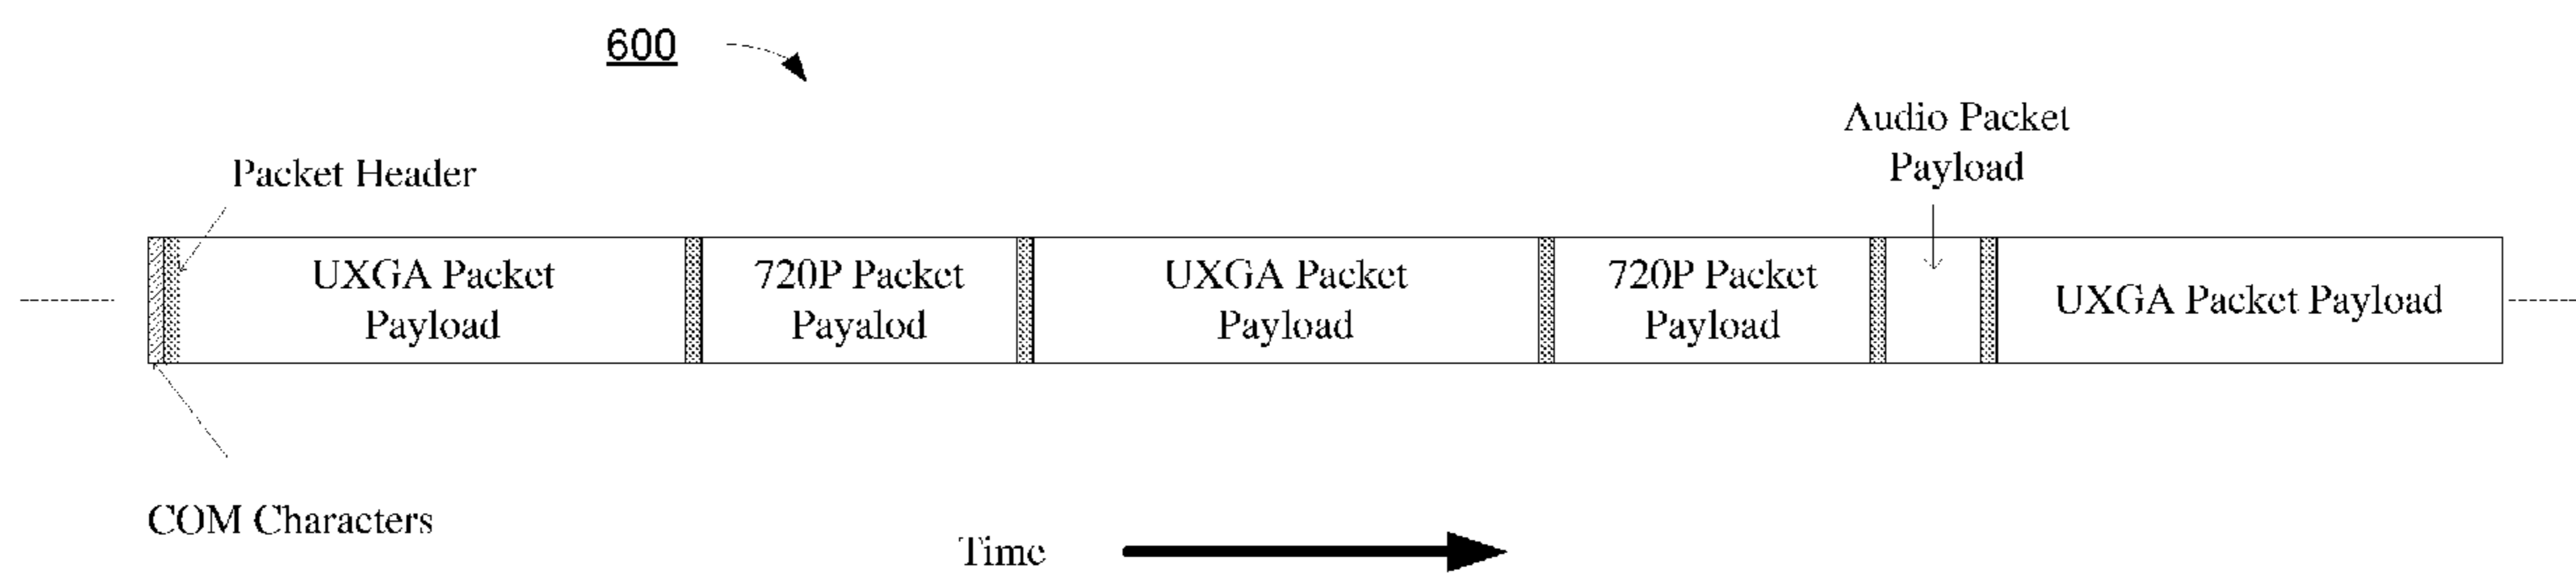 600
Audio Packet
Payload
Packet Header
UXGA Packet
Payload
720P Packet
Payalod
UXGA Packet
Payload
720P Packet
Payload
UXGA Packet Payload
COM Characters
Time